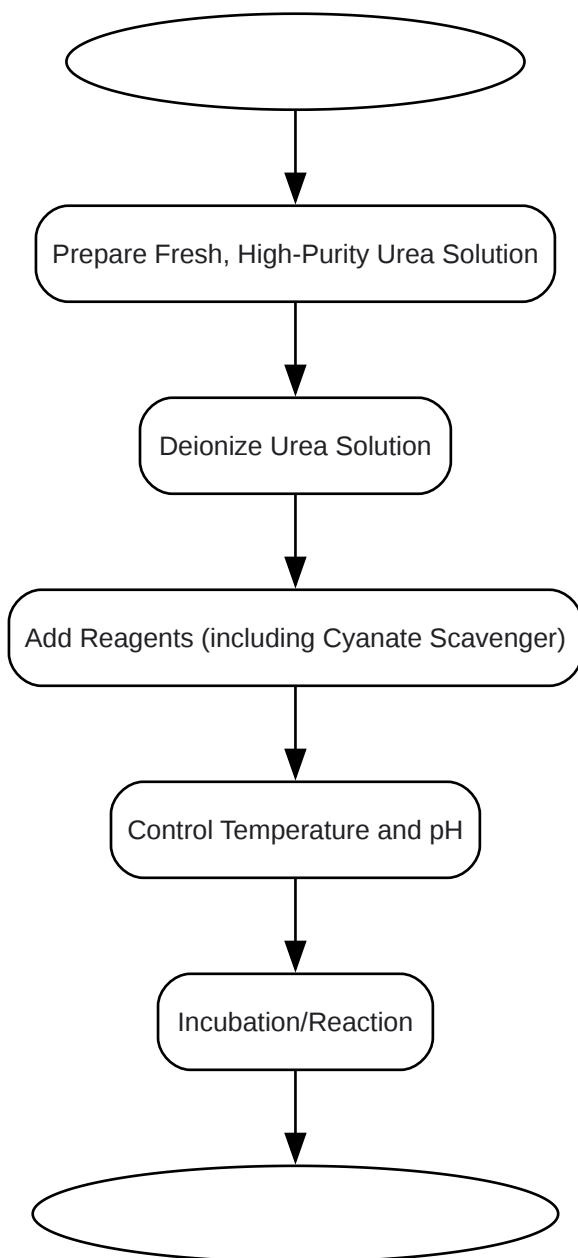 Prepare Fresh, High-Purity Urea Solution
Deionize Urea Solution
Add Reagents (including Cyanate Scavenger)
Control Temperature and pH
Incubation/Reaction